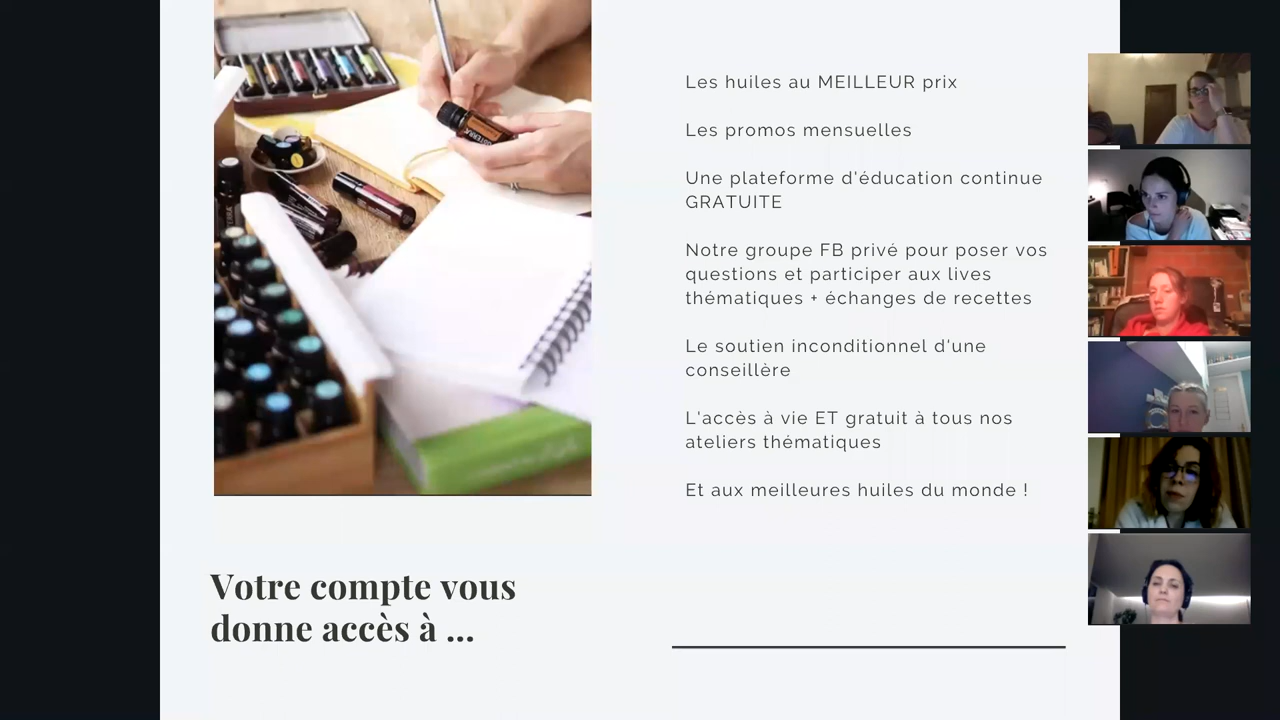 Les huiles au MEILLEUR prix
Les promos mensuelles
Une plateforme d'éducation continue
GRATUITE
Notre groupe FB privé pour poser vos
questions et participer aux lives
thématiques + échanges de recettes
Le soutien inconditionnel d'une
conseillère
L'accès à vie ET gratuit à tous nos
ateliers thématiques
Et aux meilleures huiles du monde !
Votre compte vous
donne accès à ...